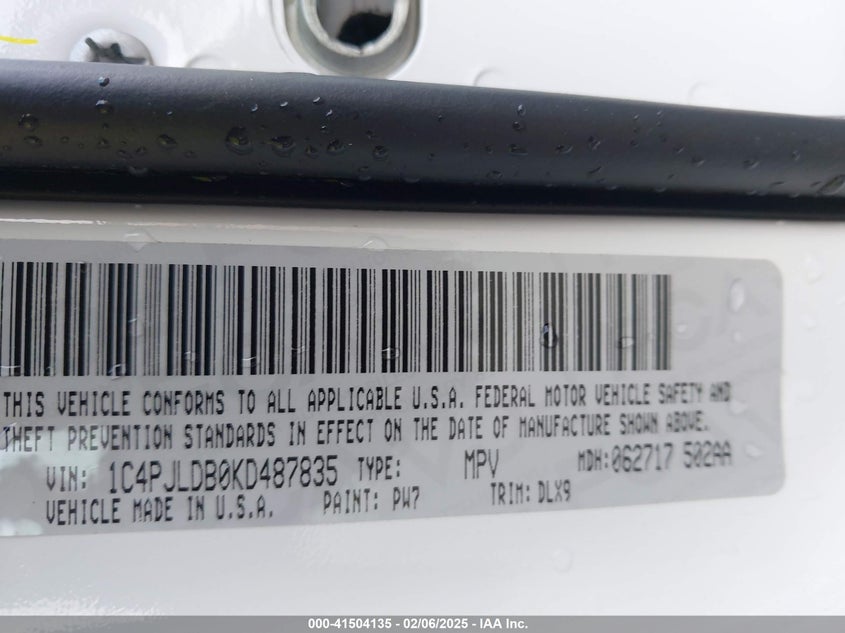 THIS VEHICLE CONFORMS TO ALL APPLICABLE U.S.A. FEDERAL MOTOR VEHICLE SAFETY AND
THEFT PREVENTION STANDARDS IN EFFECT ON THE DATE OF MANUFACTURE SHOWN ABOVE.
VIN: 1C4PJLDB0KD487835 TYPE: MPV MDH: 062717 502AA
VEHICLE MADE IN U.S.A. PAINT: PW7 TRIM: DLX9
000-41504135 - 02/06/2025 - IAA Inc.